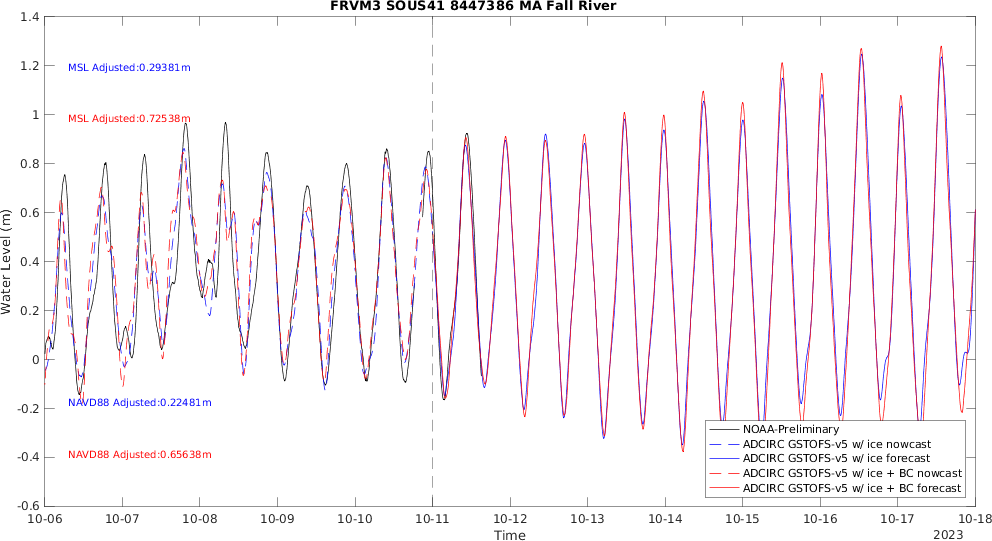 FRVM3 SOUS41 8447386 MA Fall River
1.4
1.2
1
0.8
0.6
0.4
0.2
0
-0.2
-0.4
-0.6
Water Level (m)
MSL Adjusted:0.29381m
MSL Adjusted:0.72538m
NAVD88 Adjusted:0.22481m
NAVD88 Adjusted:0.65638m
NOAA-Preliminary
ADCIRC GSTOFS-v5 w/ ice nowcast
ADCIRC GSTOFS-v5 w/ ice forecast
ADCIRC GSTOFS-v5 w/ ice + BC nowcast
ADCIRC GSTOFS-v5 w/ ice + BC forecast
10-06 10-07 10-08 10-09 10-10 10-11 10-12 10-13 10-14 10-15 10-16 10-17 10-18
Time
2023